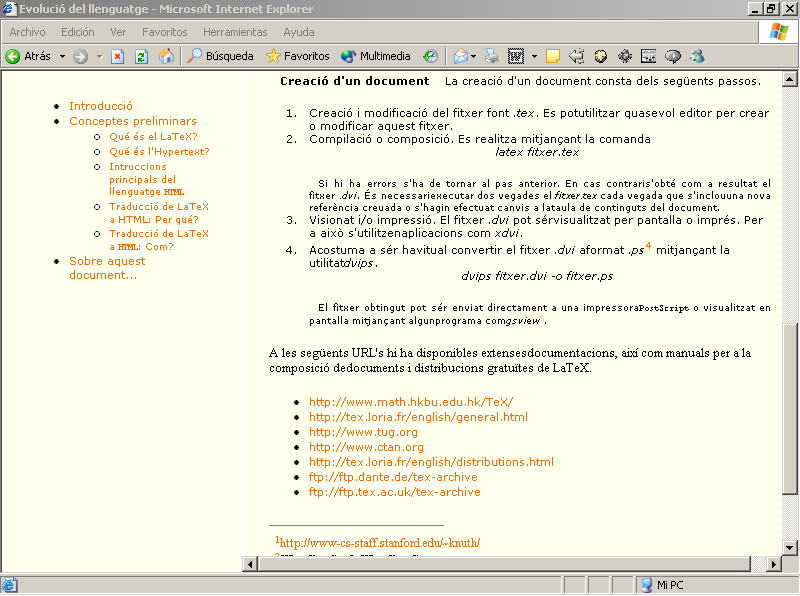 Evolució del llenguatge - Microsoft Internet Explorer
Archivo Edición Ver Favoritos Herramientas Ayuda
Atrás Búsqueda Favoritos Multimedia
Introducció
Conceptes preliminars
Qué és el LaTeX?
Qué és l'Hypertext?
Intruccions
principals del
llenguatge HTML
Traducció de LaTeX
a HTML: Per qué?
Traducció de LaTeX
a HTML: Com?
Sobre aquest
document...
Creació d'un document La creació d'un document consta dels següents passos.
1. Creació i modificació del fitxer font .tex. Es potutilitzar quasevol editor per crear
o modificar aquest fitxer.
2. Compilació o composició. Es realitza mitjançant la comanda
latex fitxer.tex
Si hi ha errors s'ha de tornar al pas anterior. En cas contraris'obté com a resultat el
fitxer .dvi. És necessariexecutar dos vegades el fitxer.tex cada vegada que s'inclouuna nova
referència creuada o s'hagin efectuat canvis a lataula de continguts del document.
3. Visionat i/o impressió. El fitxer .dvi pot sérvisualitzat per pantalla o imprés. Per
a això s'utilitzenaplicacions com xdvi.
4. Acostuma a sér havitual convertir el fitxer .dvi aformat .ps4 mitjançant la
utilitatdvips.
dvips fitxer.dvi -o fitxer.ps
El fitxer obtingut pot sér enviat directament a una impressoraPostScript o visualitzat en
pantalla mitjançant algunprograma comgsview5.
A les següents URL's hi ha disponibles extensesdocumentacions, així com manuals per a la
composició dedocuments i distribucions gratuïtes de LaTeX.
http://www.math.hkbu.edu.hk/TeX/
http://tex.loria.fr/english/general.html
http://www.tug.org
http://www.ctan.org
http://tex.loria.fr/english/distributions.html
ftp://ftp.dante.de/tex-archive
ftp://ftp.tex.ac.uk/tex-archive
1http://www-cs-staff.stanford.edu/~knuth/
Mi PC